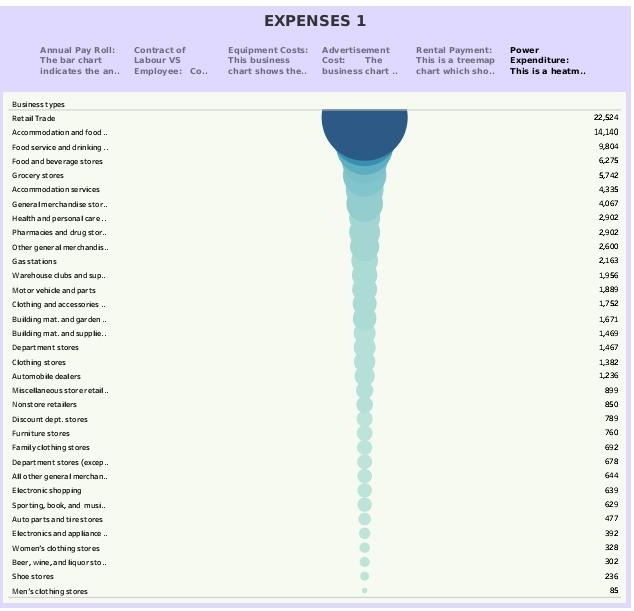 EXPENSES 1
Annual Pay Roll: The bar chart indicates the an..
Contract of Labour VS Employee: Co..
Equipment Costs: This business chart shows the..
Advertisement Cost: The business chart ..
Rental Payment: This is a treemap chart which sho..
Power Expenditure: This is a heatm..
Business types
Retail Trade 22,524
Accommodation and food .. 14,140
Food service and drinking .. 9,804
Food and beverage stores 6,275
Grocery stores 5,742
Accommodation services 4,335
General merchandise stor.. 4,067
Health and personal care .. 2,902
Pharmacies and drug stor.. 2,902
Other general merchandis.. 2,600
Gas stations 2,163
Warehouse clubs and sup.. 1,956
Motor vehicle and parts 1,889
Clothing and accessories .. 1,752
Building mat. and garden .. 1,671
Building mat. and supplie.. 1,469
Department stores 1,467
Clothing stores 1,382
Automobile dealers 1,236
Miscellaneous store retail.. 899
Nonstore retailers 850
Discount dept. stores 789
Furniture stores 760
Family clothing stores 692
Department stores (excep.. 678
All other general merchan.. 644
Electronic shopping 639
Sporting, book, and musi.. 629
Auto parts and tire stores 477
Electronics and appliance .. 392
Women's clothing stores 328
Beer, wine, and liquor sto.. 302
Shoe stores 236
Men's clothing stores 85